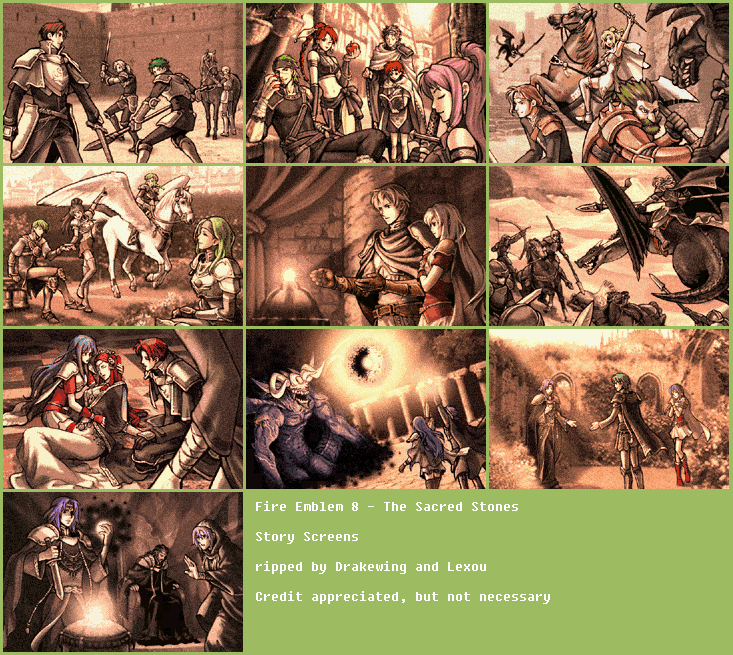 Fire Emblem 8 - The Sacred Stones
Story Screens
ripped by Drakewing and Lexou
Credit appreciated, but not necessary